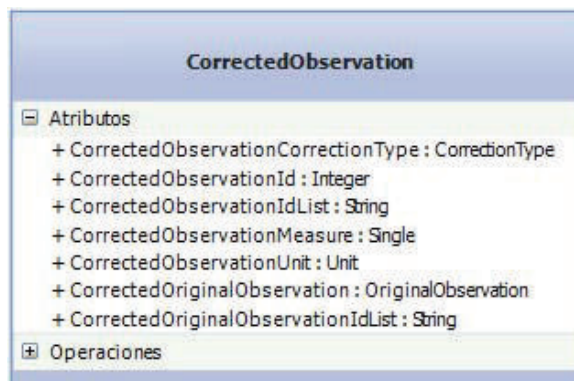 CorrectedObservation
Atributos
+ CorrectedObservationCorrectionType : CorrectionType
+ CorrectedObservationId : Integer
+ CorrectedObservationIdList : String
+ CorrectedObservationMeasure : Single
+ CorrectedObservationUnit : Unit
+ CorrectedOriginalObservation : OriginalObservation
+ CorrectedOriginalObservationIdList : String
Operaciones